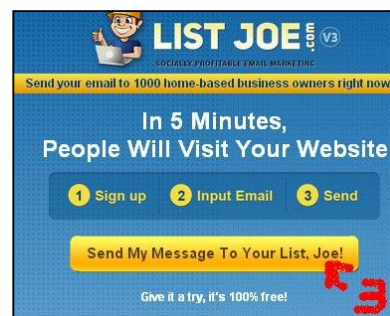 LIST JOE.com V3
SOCIALLY PROFITABLE EMAIL MARKETING
Send your email to 1000 home-based business owners right now
In 5 Minutes,
People Will Visit Your Website
1 Sign up 2 Input Email 3 Send
Send My Message To Your List, Joe!
Give it a try, it's 100% free!
3